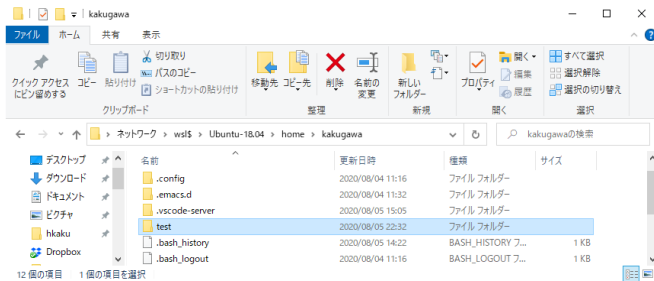 kakugawa
ファイル ホーム 共有 表示
クイック アクセスにピン留めする
コピー
貼り付け
切り取り
パスのコピー
ショートカットの貼り付け
移動先
コピー先
削除
名前の変更
新しいフォルダー
プロパティ
開く
編集
履歴
すべて選択
選択解除
選択の切り替え
クリップボード 整理 新規 開く 選択
ネットワーク > wsl$ > Ubuntu-18.04 > home > kakugawa
kakugawaの検索
デスクトップ
ダウンロード
ドキュメント
ピクチャ
hkaku
Dropbox
名前 更新日時 種類 サイズ
.config 2020/08/04 11:16 ファイル フォルダー
.emacs.d 2020/08/04 11:32 ファイル フォルダー
.vscode-server 2020/08/05 15:05 ファイル フォルダー
test 2020/08/05 22:32 ファイル フォルダー
.bash_history 2020/08/05 14:22 BASH_HISTORY フ... 1 KB
.bash_logout 2020/08/04 11:16 BASH_LOGOUT フ... 1 KB
12 個の項目 1 個の項目を選択